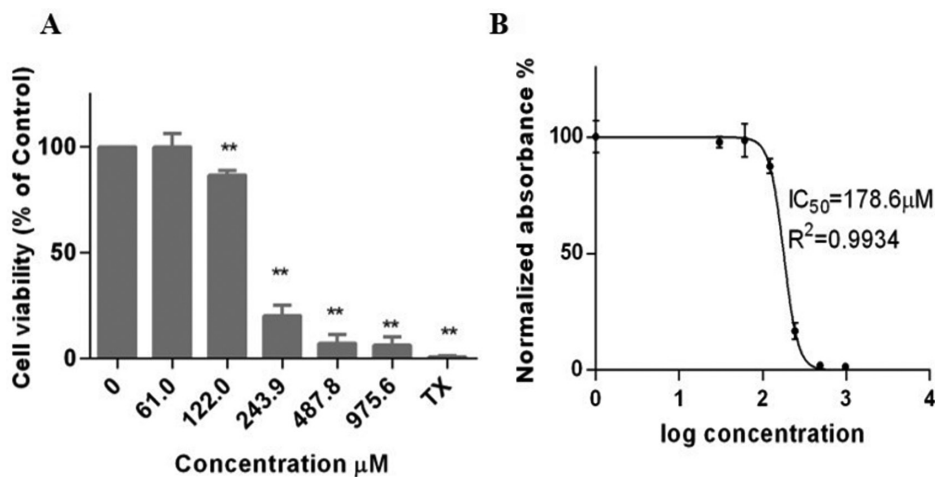 A
Cell viability (% of Control)
100
50
0
**
**
**
**
**
0
61.0
122.0
243.9
487.8
975.6
TX
Concentration μM
B
Normalized absorbance %
100
50
0
IC50=178.6μM
R2=0.9934
0
1
2
3
4
log concentration